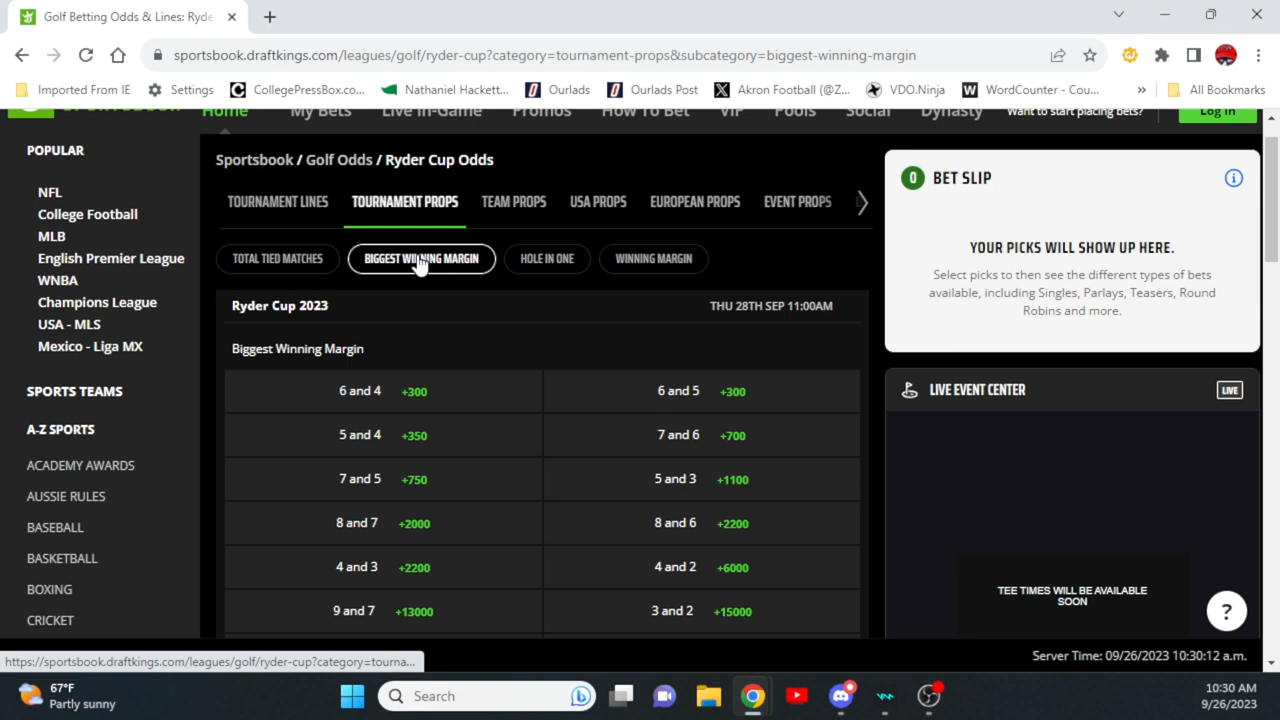 Golf Betting Odds & Lines: Ryde
sportsbook.draftkings.com/leagues/golf/ryder-cup?category=tournament-props&subcategory=biggest-winning-margin
Imported From IE
Settings
CollegePressBox.co...
Nathaniel Hackett...
Ourlads
Ourlads Post
Akron Football (@Z...
VDO.Ninja
WordCounter - Cou...
»
All Bookmarks
Home
My Bets
Live In-Game
Promos
How To Bet
VIP
Pools
Social
Dynasty
Want to start placing bets?
Log In
POPULAR
NFL
College Football
MLB
English Premier League
WNBA
Champions League
USA - MLS
Mexico - Liga MX
SPORTS TEAMS
A-Z SPORTS
ACADEMY AWARDS
AUSSIE RULES
BASEBALL
BASKETBALL
BOXING
CRICKET
Sportsbook / Golf Odds / Ryder Cup Odds
TOURNAMENT LINES
TOURNAMENT PROPS
TEAM PROPS
USA PROPS
EUROPEAN PROPS
EVENT PROPS
TOTAL TIED MATCHES
BIGGEST WINNING MARGIN
HOLE IN ONE
WINNING MARGIN
Ryder Cup 2023
THU 28TH SEP 11:00AM
Biggest Winning Margin
6 and 4 +300
6 and 5 +300
5 and 4 +350
7 and 6 +700
7 and 5 +750
5 and 3 +1100
8 and 7 +2000
8 and 6 +2200
4 and 3 +2200
4 and 2 +6000
9 and 7 +13000
3 and 2 +15000
0 BET SLIP
YOUR PICKS WILL SHOW UP HERE.
Select picks to then see the different types of bets
available, including Singles, Parlays, Teasers, Round
Robins and more.
LIVE EVENT CENTER
LIVE
TEE TIMES WILL BE AVAILABLE
SOON
?
https://sportsbook.draftkings.com/leagues/golf/ryder-cup?category=tourna...
Server Time: 09/26/2023 10:30:12 a.m.
67°F
Partly sunny
Search
10:30 AM
9/26/2023